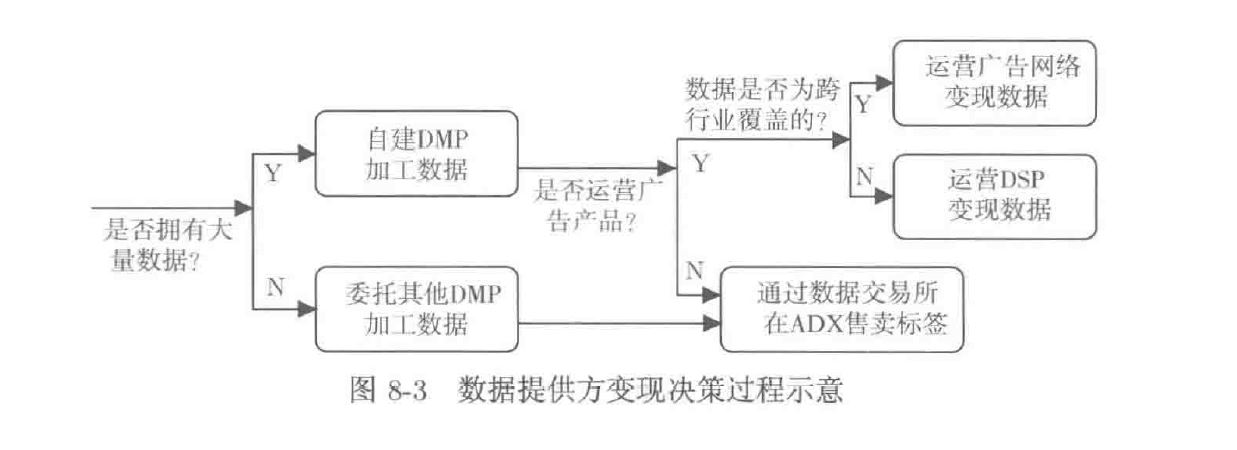 是否拥有大
量数据?
Y
N
自建DMP
加工数据
委托其他DMP
加工数据
是否运营广
告产品?
Y
N
数据是否为跨
行业覆盖的?
Y
N
运营广告网络
变现数据
运营DSP
变现数据
通过数据交易所
在ADX售卖标签
图 8-3 数据提供方变现决策过程示意